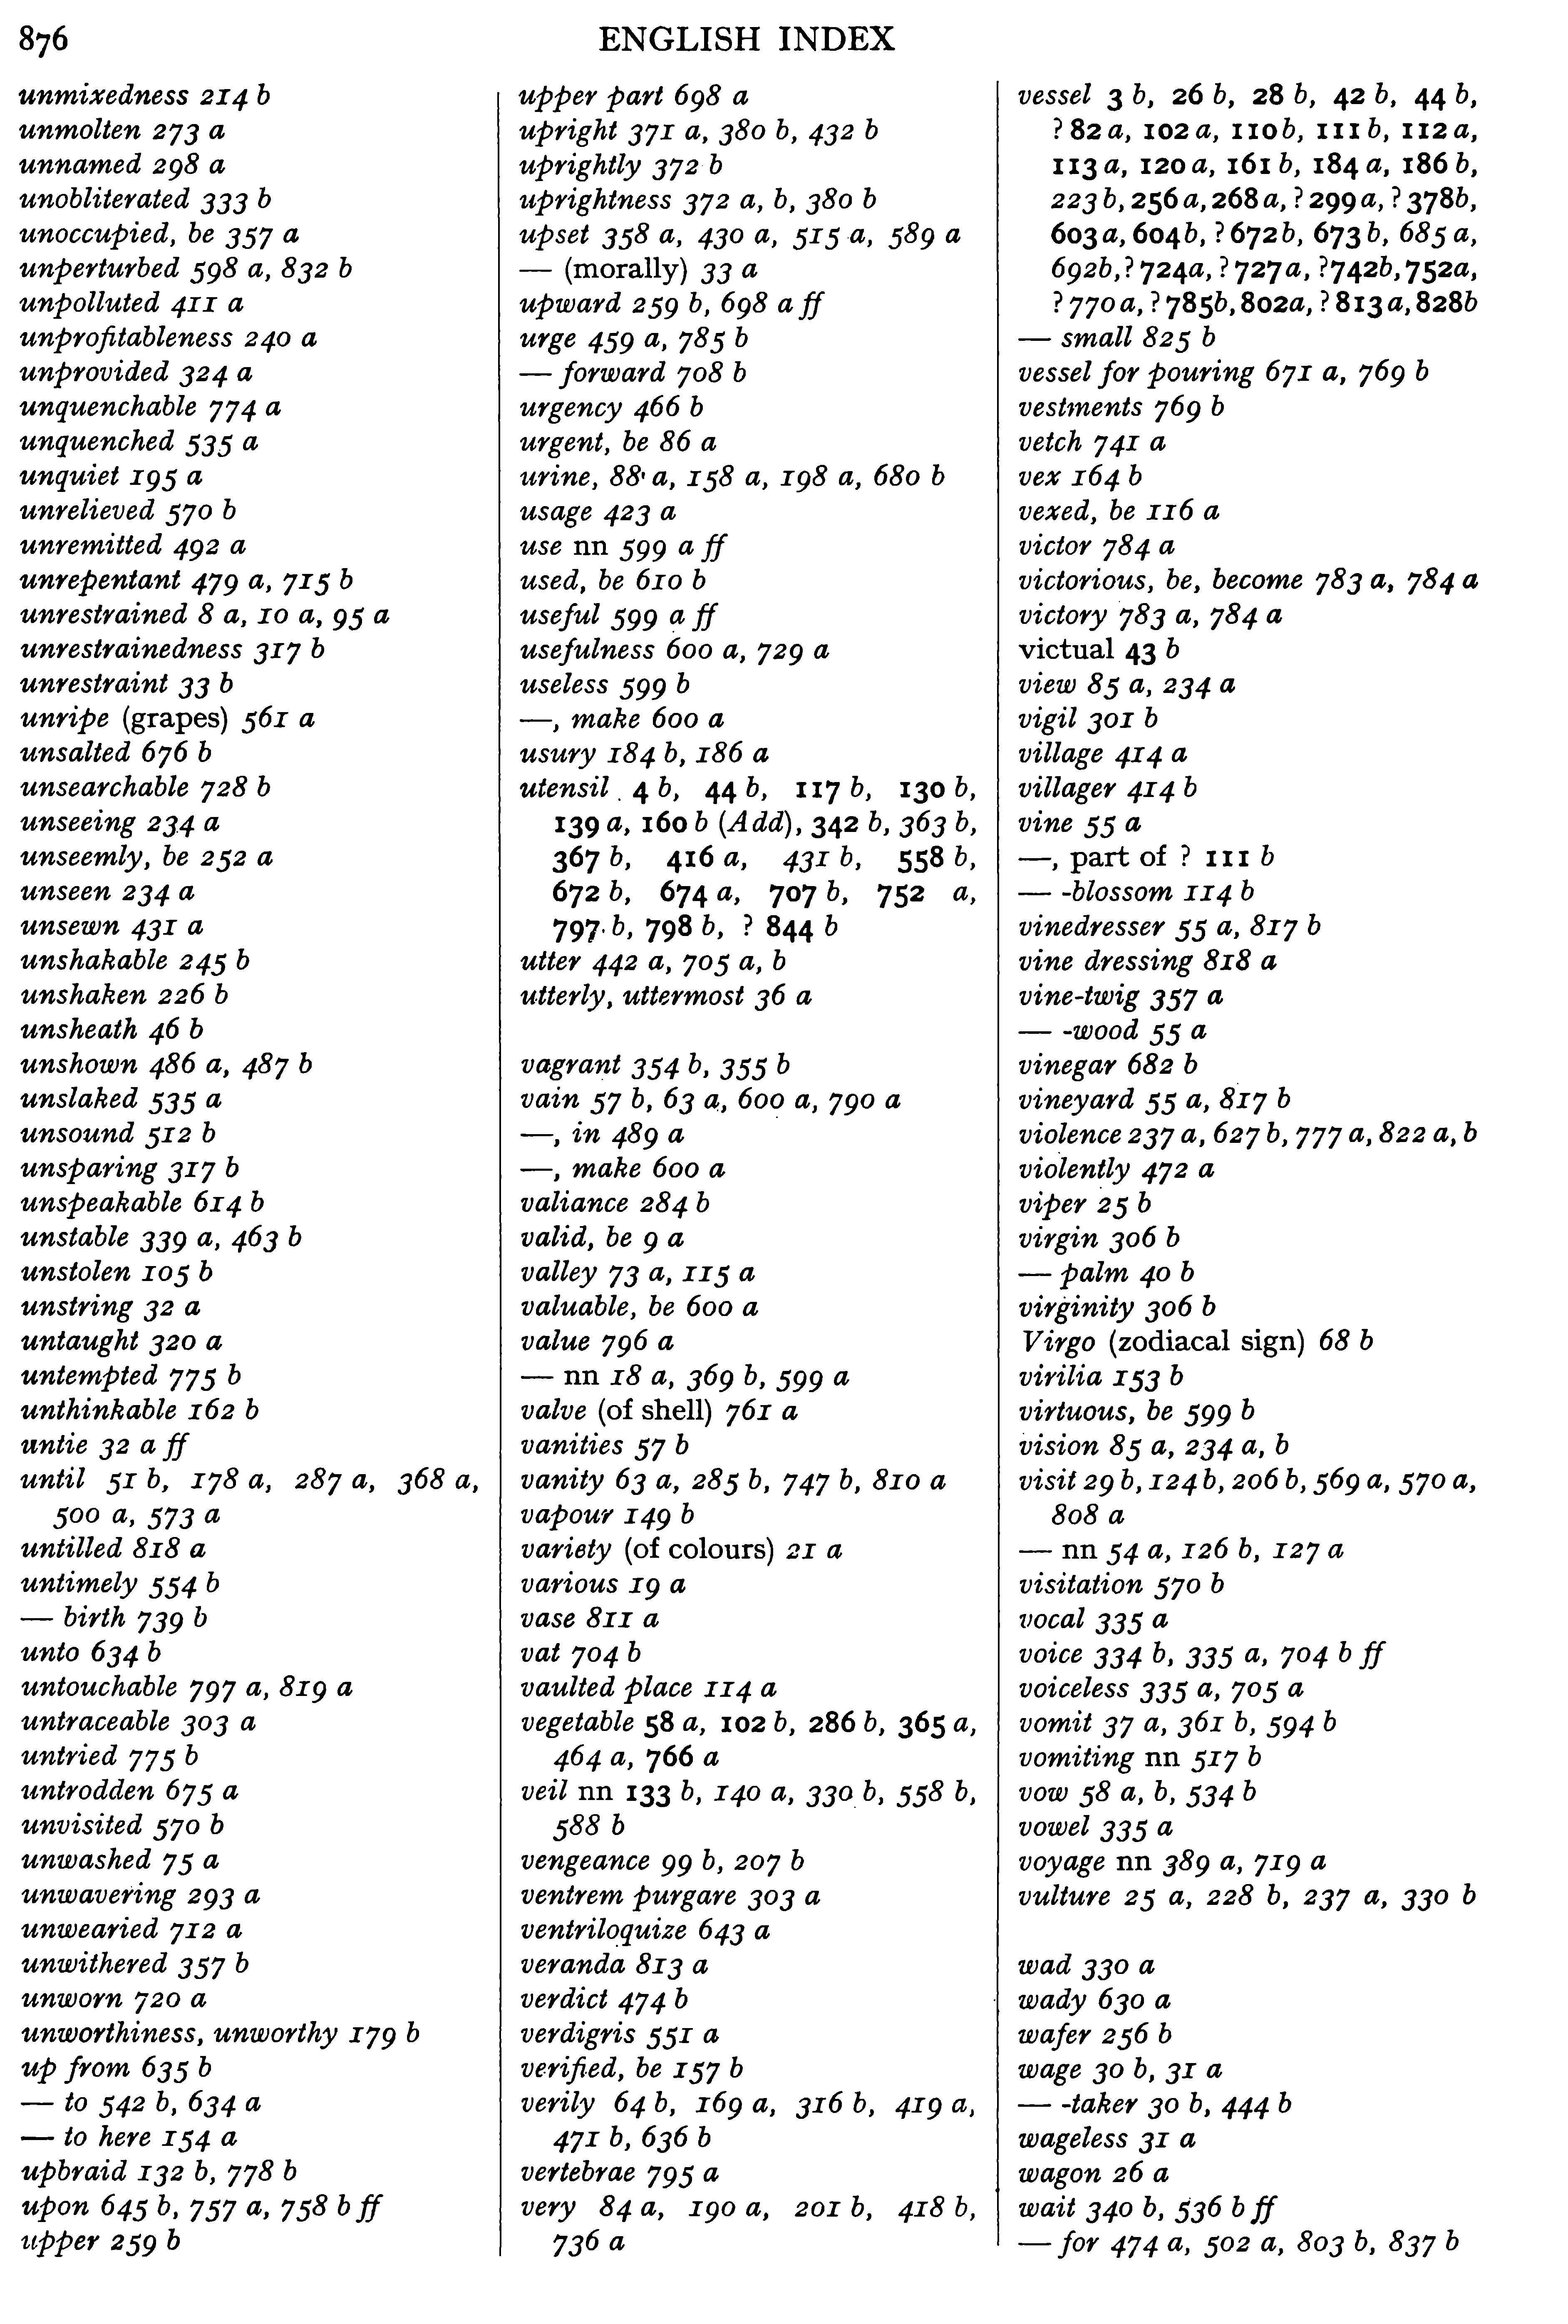 876
ENGLISH INDEX
unmixedness 214 b
unmolten 273 a
unnamed 298 a
unobliterated 333 b
unoccupied, be 357 a
unperturbed 598 a, 832 b
unpolluted 411 a
unprofitableness 240 a
unprovided 324 a
unquenchable 774 a
unquenched 535 a
unquiet 195 a
unrelieved 570 b
unremitted 492 a
unrepentant 479 a, 715 b
unrestrained 8 a, 10 a, 95 a
unrestrainedness 317 b
unrestraint 33 b
unripe (grapes) 561 a
unsalted 676 b
unsearchable 728 b
unseeing 234 a
unseemly, be 252 a
unseen 234 a
unsewn 431 a
unshakable 245 b
unshaken 226 b
unsheath 46 b
unshown 486 a, 487 b
unslaked 535 a
unsound 512 b
unsparing 317 b
unspeakable 614 b
unstable 339 a, 463 b
unstolen 105 b
unstring 32 a
untaught 320 a
untempted 775 b
unthinkable 162 b
untie 32 a ff
until 51 b, 178 a, 287 a, 368 a,
500 a, 573 a
untilled 818 a
untimely 554 b
— birth 739 b
unto 634 b
untouchable 797 a, 819 a
untraceable 303 a
untried 775 b
untrodden 675 a
unvisited 570 b
unwashed 75 a
unwavering 293 a
unwearied 712 a
unwithered 357 b
unworn 720 a
unworthiness, unworthy 179 b
up from 635 b
— to 542 b, 634 a
— to here 154 a
upbraid 132 b, 778 b
upon 645 b, 757 a, 758 b ff
upper 259 b
upper part 698 a
upright 371 a, 380 b, 432 b
uprightly 372 b
uprightness 372 a, b, 380 b
upset 358 a, 430 a, 515 a, 589 a
— (morally) 33 a
upward 259 b, 698 a ff
urge 459 a, 785 b
— forward 708 b
urgency 466 b
urgent, be 86 a
urine, 88 a, 158 a, 198 a, 680 b
usage 423 a
use nn 599 a ff
used, be 610 b
useful 599 a ff
usefulness 600 a, 729 a
useless 599 b
—, make 600 a
usury 184 b, 186 a
utensil 4 b, 44 b, 117 b, 130 b,
139 a, 160 b (Add), 342 b, 363 b,
367 b, 416 a, 431 b, 558 b,
672 b, 674 a, 707 b, 752 a,
797 b, 798 b, ? 844 b
utter 442 a, 705 a, b
utterly, uttermost 36 a
vagrant 354 b, 355 b
vain 57 b, 63 a, 600 a, 790 a
—, in 489 a
—, make 600 a
valiance 284 b
valid, be 9 a
valley 73 a, 115 a
valuable, be 600 a
value 796 a
— nn 18 a, 369 b, 599 a
valve (of shell) 761 a
vanities 57 b
vanity 63 a, 285 b, 747 b, 810 a
vapour 149 b
variety (of colours) 21 a
various 19 a
vase 811 a
vat 704 b
vaulted place 114 a
vegetable 58 a, 102 b, 286 b, 365 a,
464 a, 766 a
veil nn 133 b, 140 a, 330 b, 558 b,
588 b
vengeance 99 b, 207 b
ventrem purgare 303 a
ventriloquize 643 a
veranda 813 a
verdict 474 b
verdigris 551 a
verified, be 157 b
verily 64 b, 169 a, 316 b, 419 a,
471 b, 636 b
vertebrae 795 a
very 84 a, 190 a, 201 b, 418 b,
736 a
vessel 3 b, 26 b, 28 b, 42 b, 44 b,
? 82 a, 102 a, 110 b, 111 b, 112 a,
113 a, 120 a, 161 b, 184 a, 186 b,
223 b, 256 a, 268 a, ? 299 a, ? 378 b,
603 a, 604 b, ? 672 b, 673 b, 685 a,
692 b, ? 724 a, ? 727 a, ? 742 b, 752 a,
? 770 a, ? 785 b, 802 a, ? 813 a, 828 b
— small 825 b
vessel for pouring 671 a, 769 b
vestments 769 b
vetch 741 a
vex 164 b
vexed, be 116 a
victor 784 a
victorious, be, become 783 a, 784 a
victory 783 a, 784 a
victual 43 b
view 85 a, 234 a
vigil 301 b
village 414 a
villager 414 b
vine 55 a
—, part of ? 111 b
— -blossom 114 b
vinedresser 55 a, 817 b
vine dressing 818 a
vine-twig 357 a
— -wood 55 a
vinegar 682 b
vineyard 55 a, 817 b
violence 237 a, 627 b, 777 a, 822 a, b
violently 472 a
viper 25 b
virgin 306 b
— palm 40 b
virginity 306 b
Virgo (zodiacal sign) 68 b
virilia 153 b
virtuous, be 599 b
vision 85 a, 234 a, b
visit 29 b, 124 b, 206 b, 569 a, 570 a,
808 a
— nn 54 a, 126 b, 127 a
visitation 570 b
vocal 335 a
voice 334 b, 335 a, 704 b ff
voiceless 335 a, 705 a
vomit 37 a, 361 b, 594 b
vomiting nn 517 b
vow 58 a, b, 534 b
vowel 335 a
voyage nn 389 a, 719 a
vulture 25 a, 228 b, 237 a, 330 b
wad 330 a
wady 630 a
wafer 256 b
wage 30 b, 31 a
— -taker 30 b, 444 b
wageless 31 a
wagon 26 a
wait 340 b, 536 b ff
— for 474 a, 502 a, 803 b, 837 b